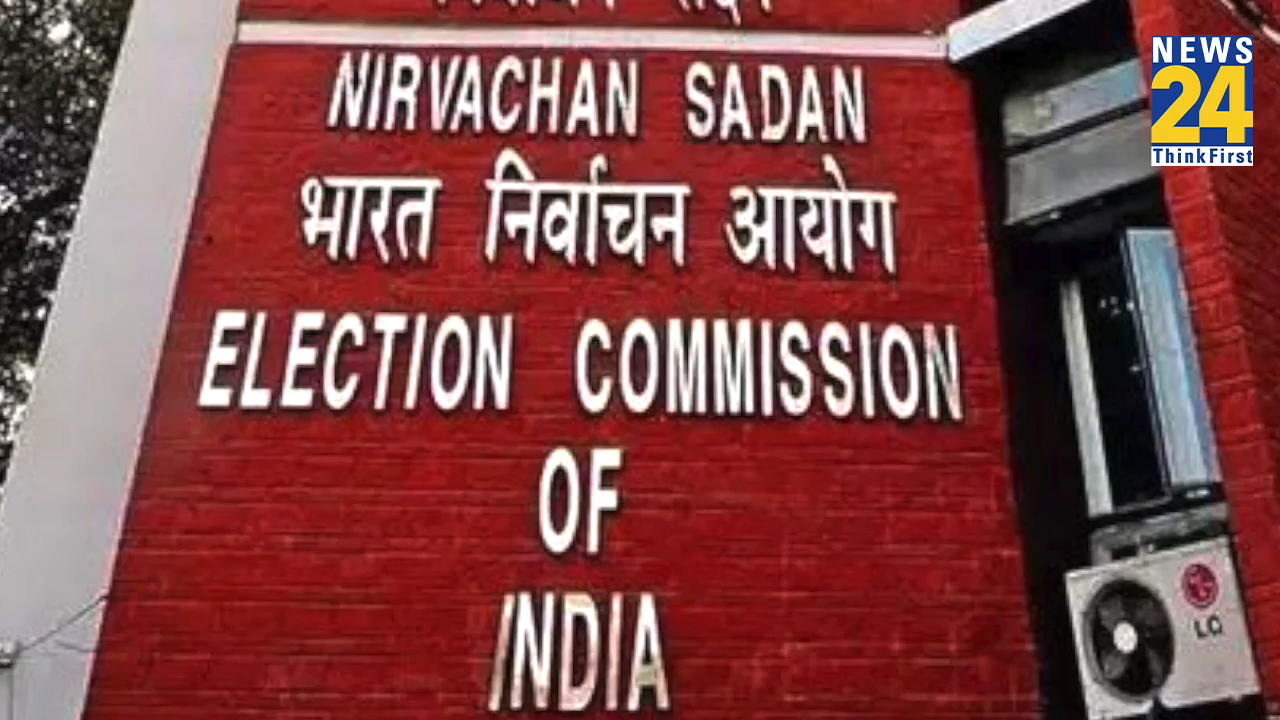 NIRVACHAN SADAN
भारत निर्वाचन आयोग
ELECTION COMMISSION
OF
INDIA
NEWS
24
ThinkFirst
LG